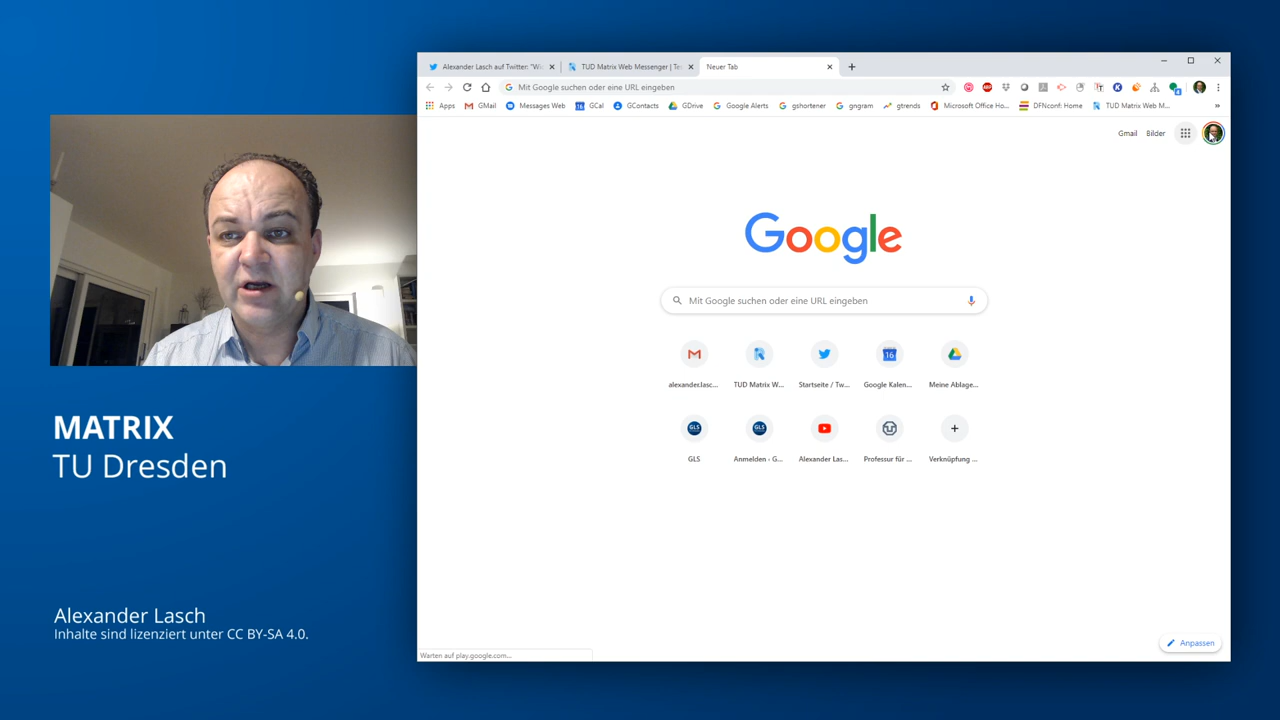 Alexander Lasch auf Twitter: "Wic
TUD Matrix Web Messenger | Te
Neuer Tab
Mit Google suchen oder eine URL eingeben
Apps
GMail
Messages Web
GCal
GContacts
GDrive
Google Alerts
gshortener
gngram
gtrends
Microsoft Office Ho...
DFNconf: Home
TUD Matrix Web M...
Gmail
Bilder
Google
Mit Google suchen oder eine URL eingeben
alexander.lasc...
TUD Matrix W...
Startseite / Tw...
Google Kalen...
Meine Ablage...
GLS
Anmelden - G...
Alexander Las...
Professur für ...
Verknüpfung ...
MATRIX
TU Dresden
Alexander Lasch
Inhalte sind lizenziert unter CC BY-SA 4.0.
Anpassen
Warten auf play.google.com...